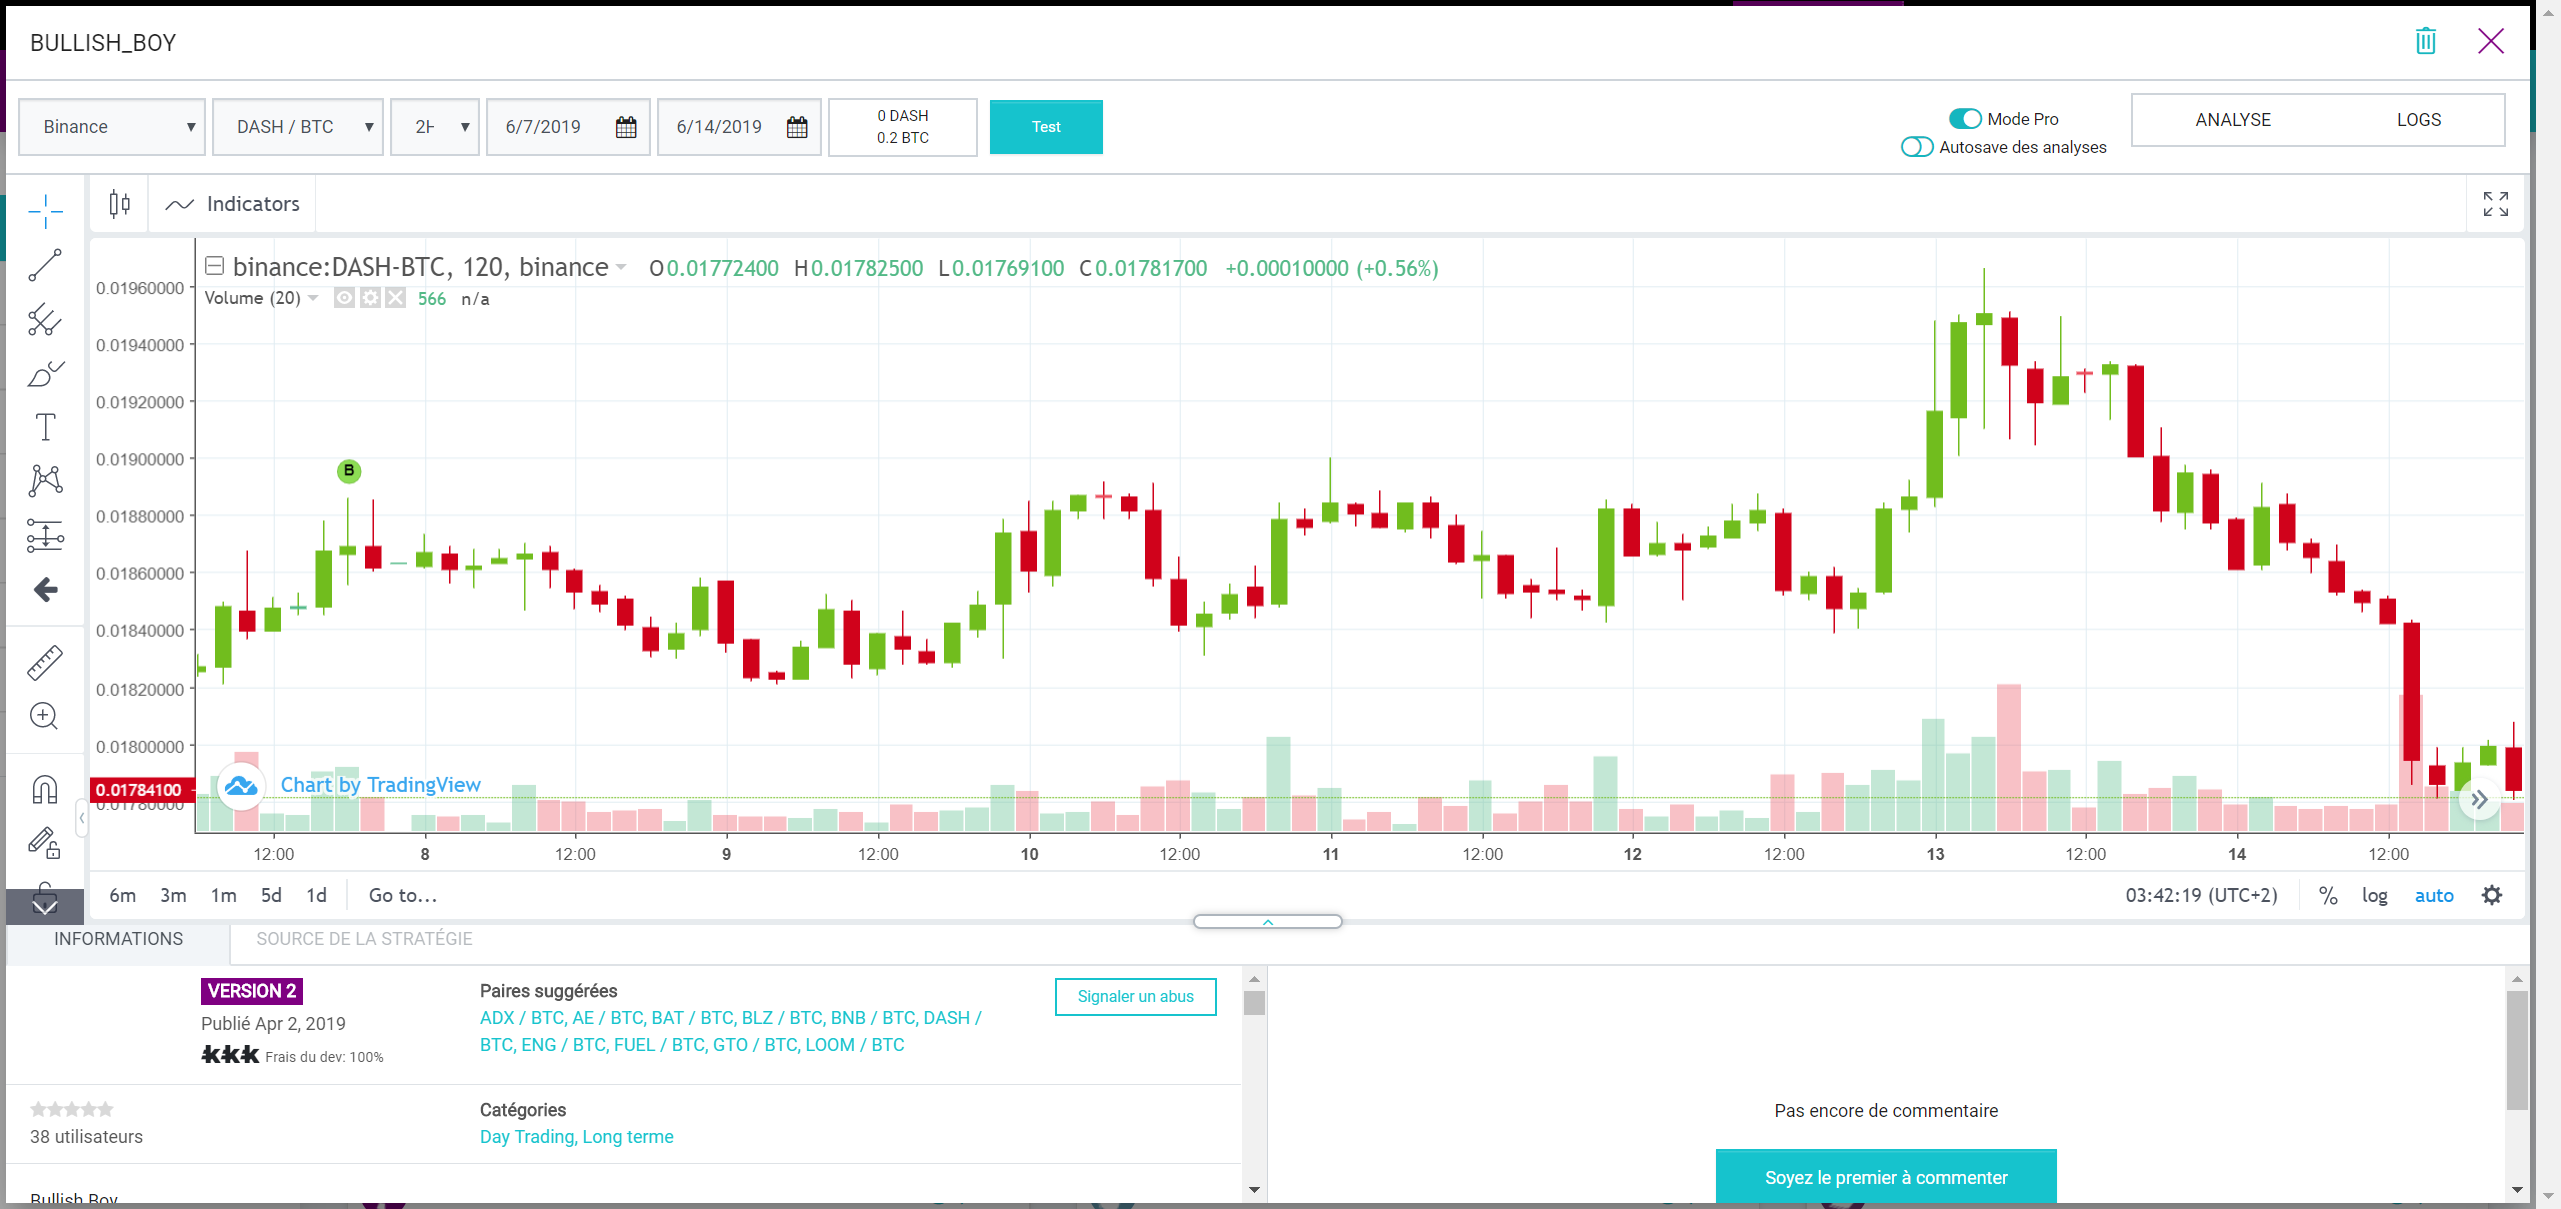 BULLISH_BOY
Binance
DASH / BTC
6/7/2019
6/14/2019
0 DASH
0.2 BTC
Test
Mode Pro
Autosave des analyses
ANALYSE
LOGS
Indicators
binance:DASH-BTC, 120, binance
O0.01772400 H0.01782500 L0.01769100 C0.01781700 +0.00010000 (+0.56%)
Volume (20)
566 n/a
0.01960000
0.01940000
0.01920000
0.01900000
0.01880000
0.01860000
0.01840000
0.01820000
0.01800000
0.01784100
0.01780000
B
Chart by TradingView
12:00 8 12:00 9 12:00 10 12:00 11 12:00 12 12:00 13 12:00 14 12:00
6m 3m 1m 5d 1d Go to...
03:42:19 (UTC+2) % log auto
INFORMATIONS
SOURCE DE LA STRATÉGIE
VERSION 2
Publié Apr 2, 2019
Frais du dev: 100%
Paires suggérées
ADX / BTC, AE / BTC, BAT / BTC, BLZ / BTC, BNB / BTC, DASH /
BTC, ENG / BTC, FUEL / BTC, GTO / BTC, LOOM / BTC
Signaler un abus
38 utilisateurs
Catégories
Day Trading, Long terme
Bullish Boy
Pas encore de commentaire
Soyez le premier à commenter